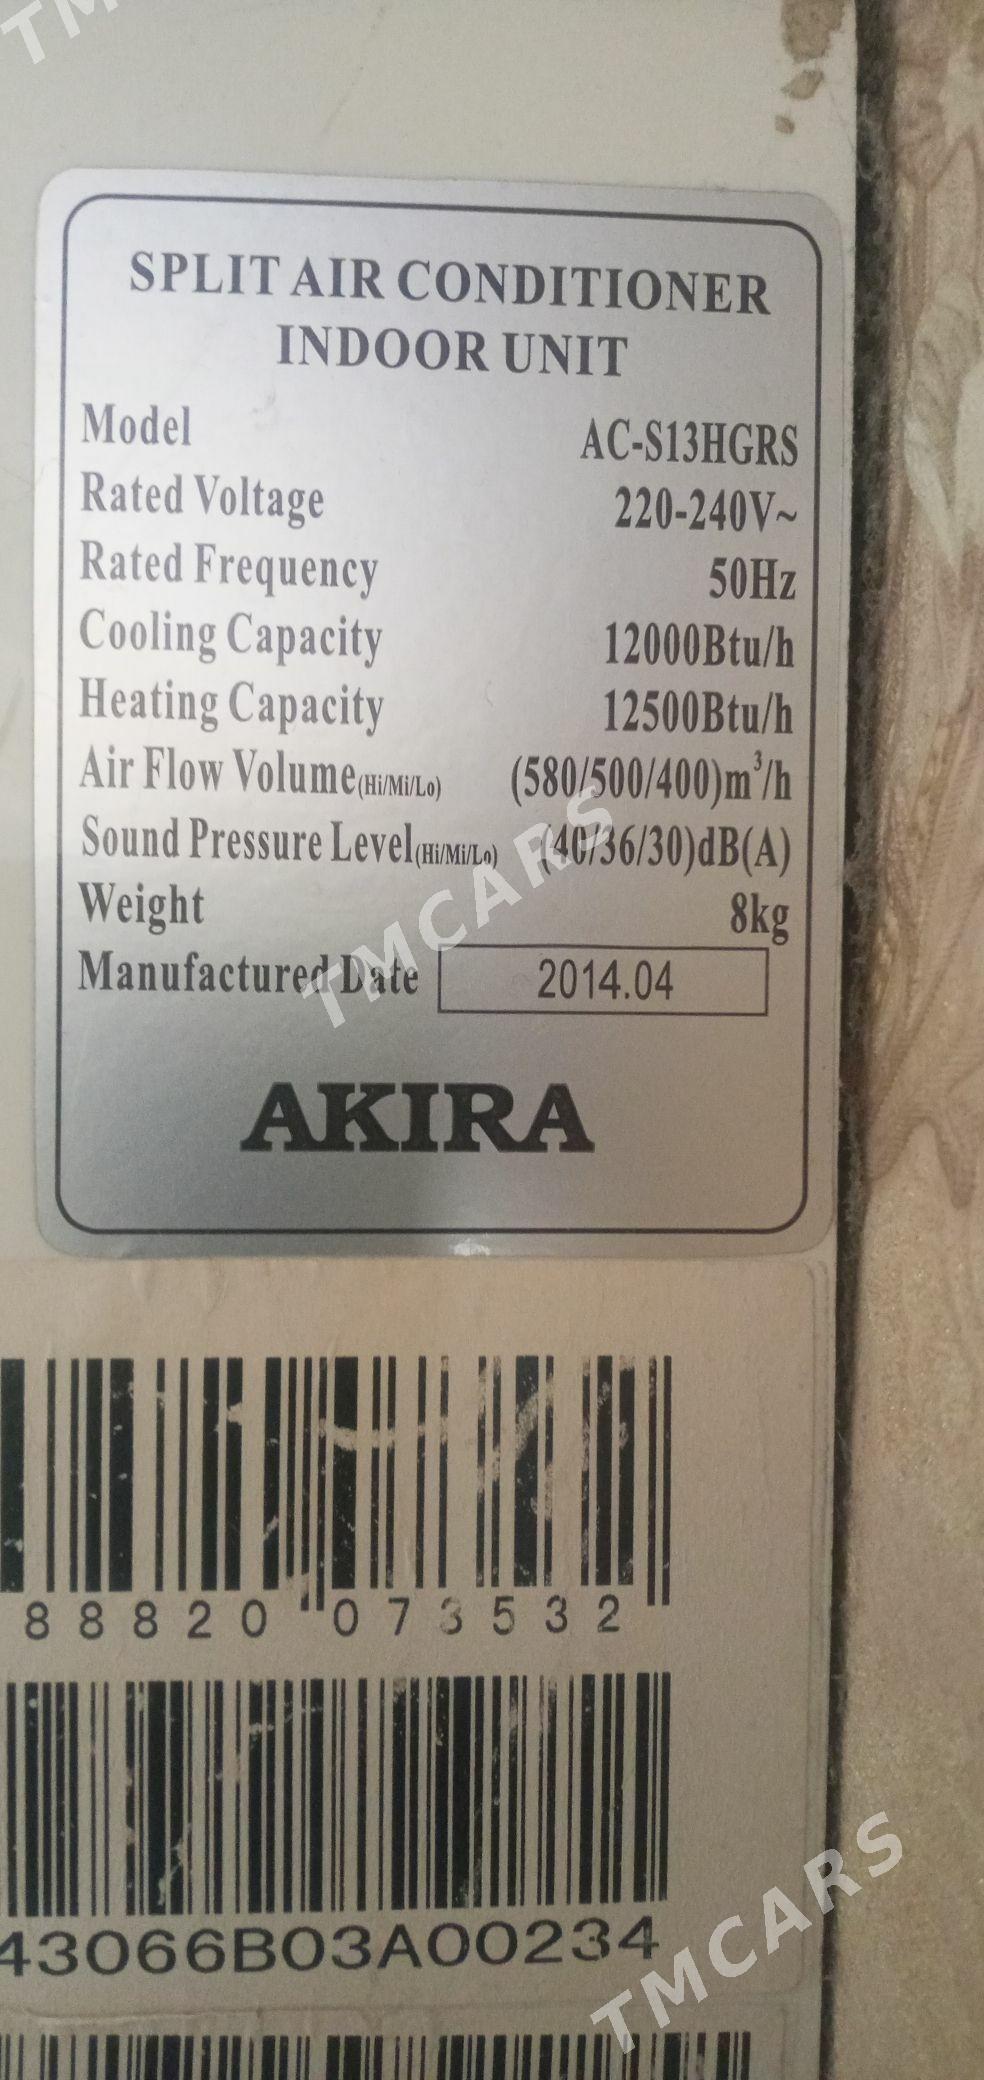 SPLIT AIR CONDITIONER
INDOOR UNIT
Model AC-S13HGRS
Rated Voltage 220-240V~
Rated Frequency 50Hz
Cooling Capacity 12000Btu/h
Heating Capacity 12500Btu/h
Air Flow Volume(Hi/Mi/Lo) (580/500/400)m³/h
Sound Pressure Level(Hi/Mi/Lo) (40/36/30)dB(A)
Weight 8kg
Manufactured Date 2014.04
AKIRA
88820 073532
43066B03A00234
TMCARS
TMCARS